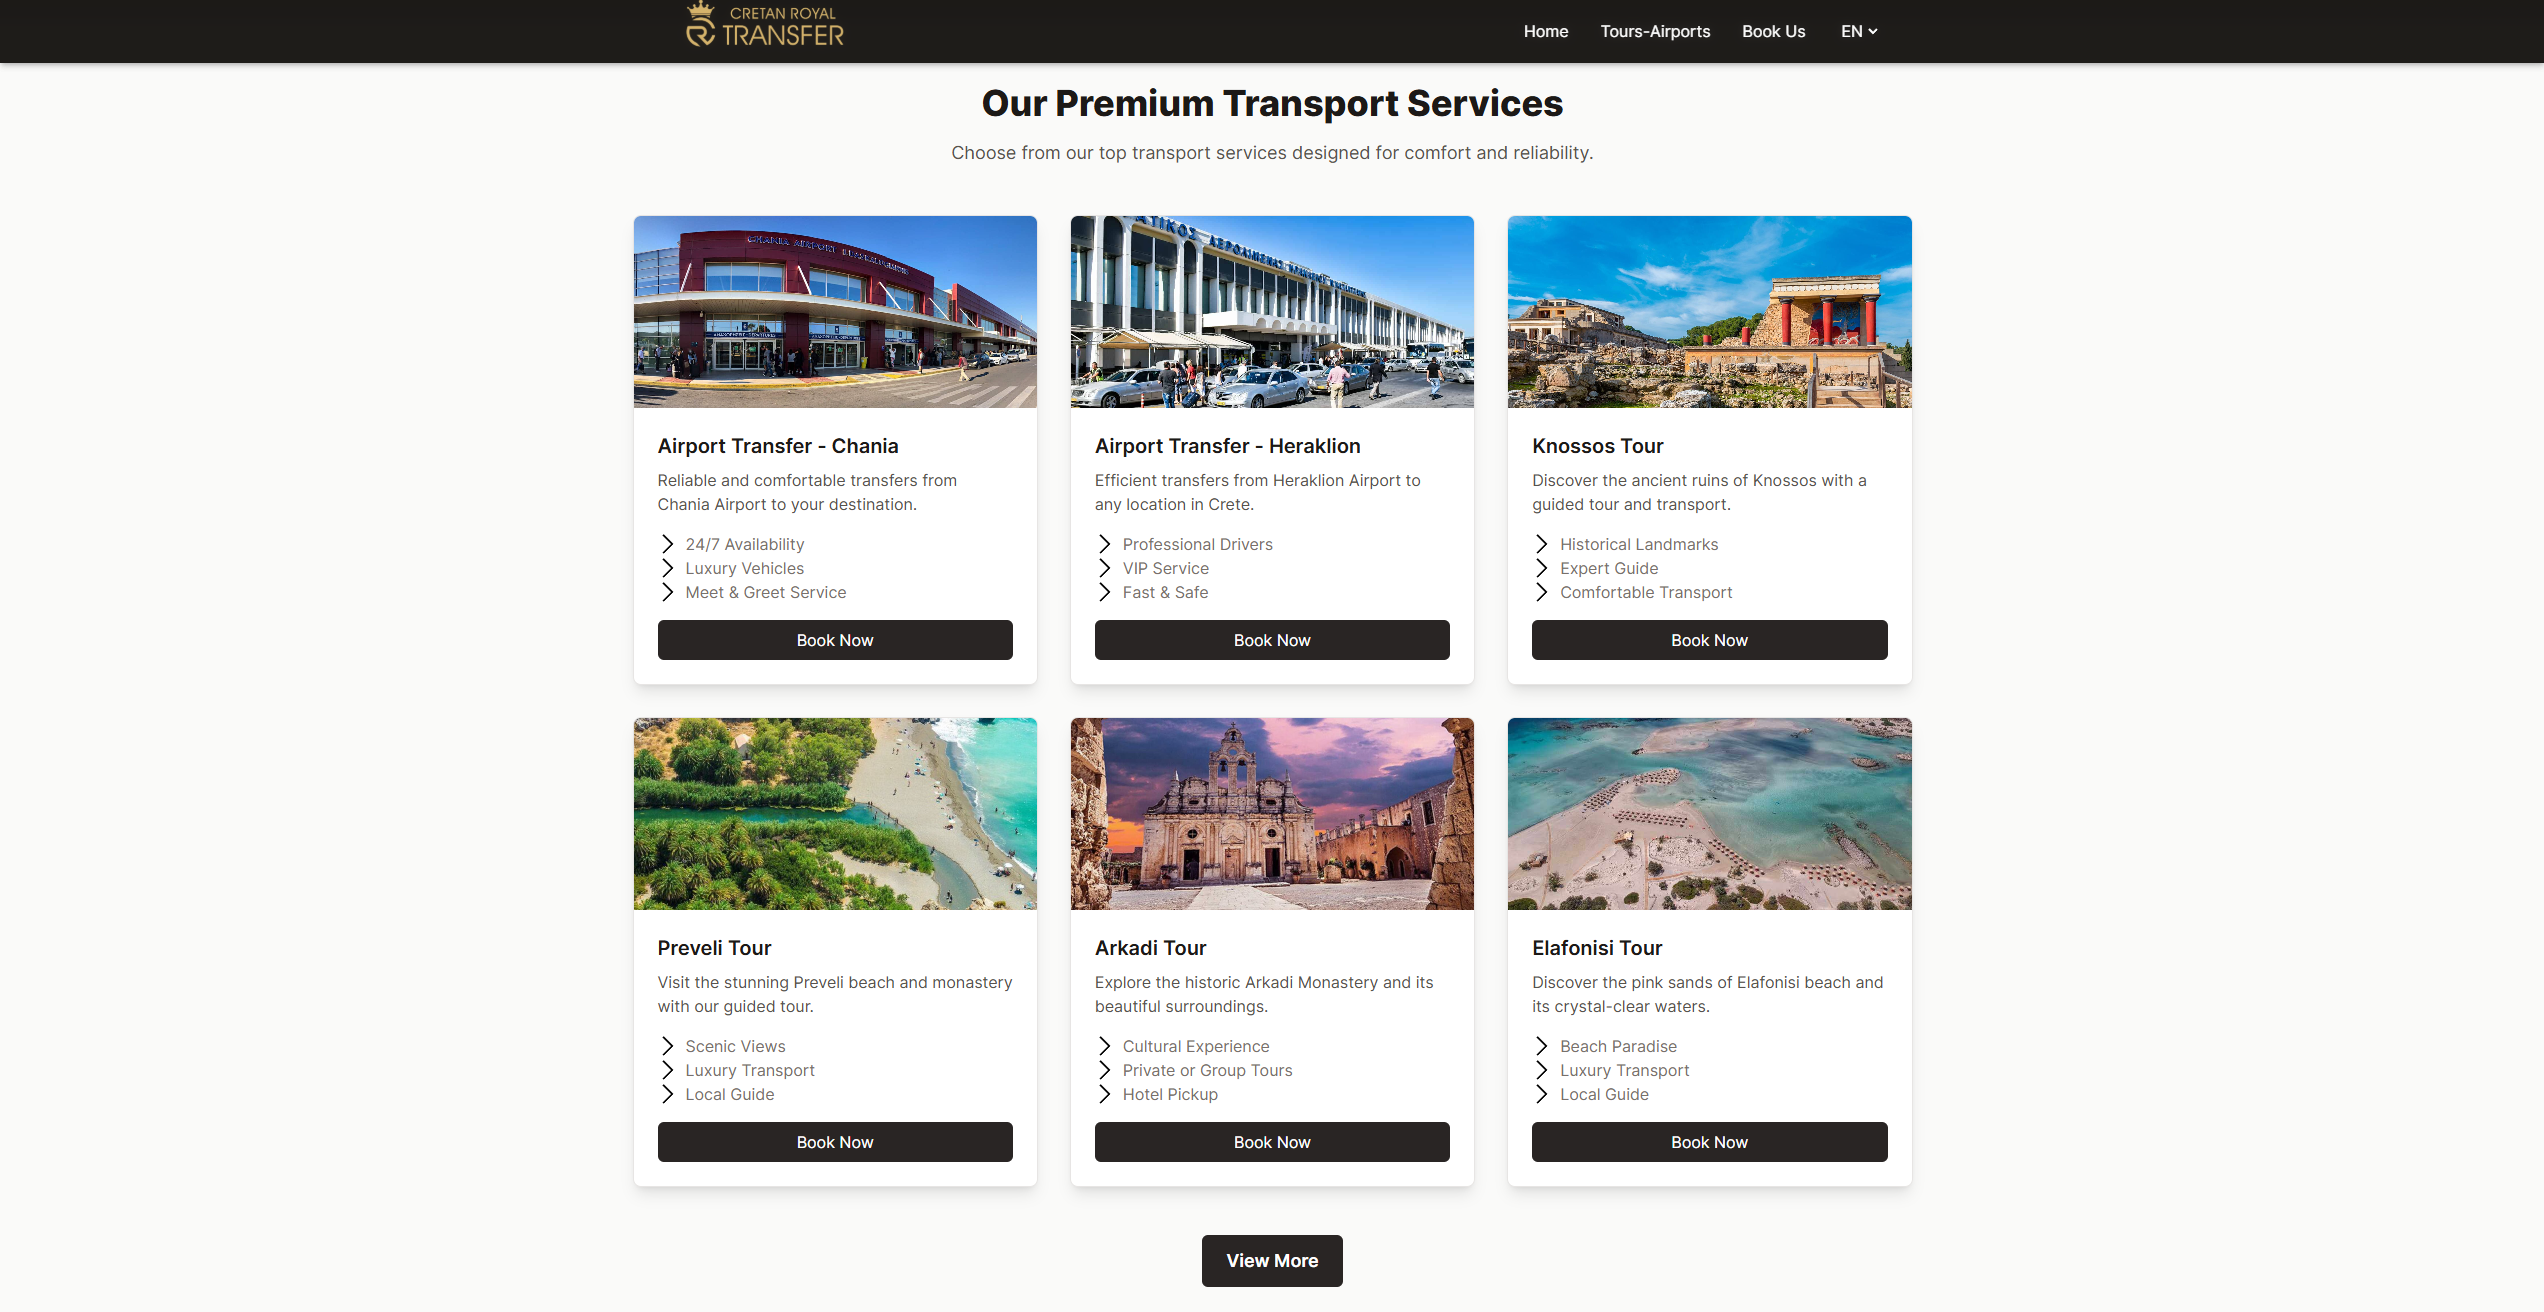 CRETAN ROYAL
TRANSFER
Home
Tours-Airports
Book Us
EN
Our Premium Transport Services
Choose from our top transport services designed for comfort and reliability.
CHANIA AIRPORT
ΑΤΙΚΟΣ ΑΕΡΟΛΙΜΕΝΑΣ
Airport Transfer - Chania
Reliable and comfortable transfers from
Chania Airport to your destination.
24/7 Availability
Luxury Vehicles
Meet & Greet Service
Book Now
Airport Transfer - Heraklion
Efficient transfers from Heraklion Airport to
any location in Crete.
Professional Drivers
VIP Service
Fast & Safe
Book Now
Knossos Tour
Discover the ancient ruins of Knossos with a
guided tour and transport.
Historical Landmarks
Expert Guide
Comfortable Transport
Book Now
Preveli Tour
Visit the stunning Preveli beach and monastery
with our guided tour.
Scenic Views
Luxury Transport
Local Guide
Book Now
Arkadi Tour
Explore the historic Arkadi Monastery and its
beautiful surroundings.
Cultural Experience
Private or Group Tours
Hotel Pickup
Book Now
Elafonisi Tour
Discover the pink sands of Elafonisi beach and
its crystal-clear waters.
Beach Paradise
Luxury Transport
Local Guide
Book Now
View More